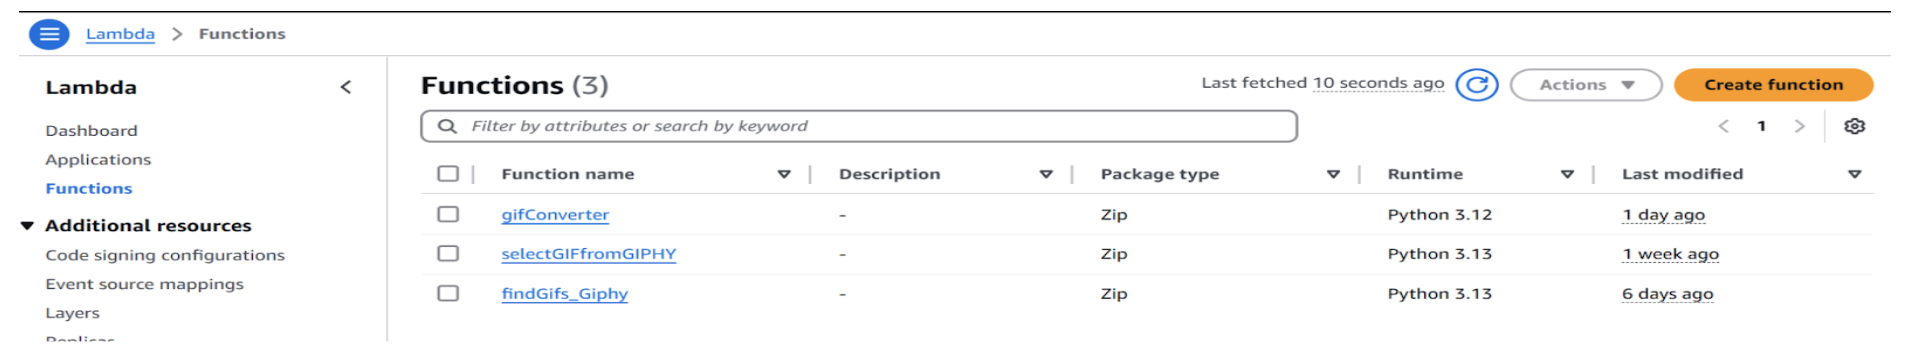 Lambda > Functions
Lambda <
Dashboard
Applications
Functions
Additional resources
Code signing configurations
Event source mappings
Layers
Replicas
Functions (3)
Last fetched 10 seconds ago
Actions
Create function
Filter by attributes or search by keyword
< 1 >
Function name Description Package type Runtime Last modified
gifConverter - Zip Python 3.12 1 day ago
selectGIFfromGIPHY - Zip Python 3.13 1 week ago
findGifs_Giphy - Zip Python 3.13 6 days ago